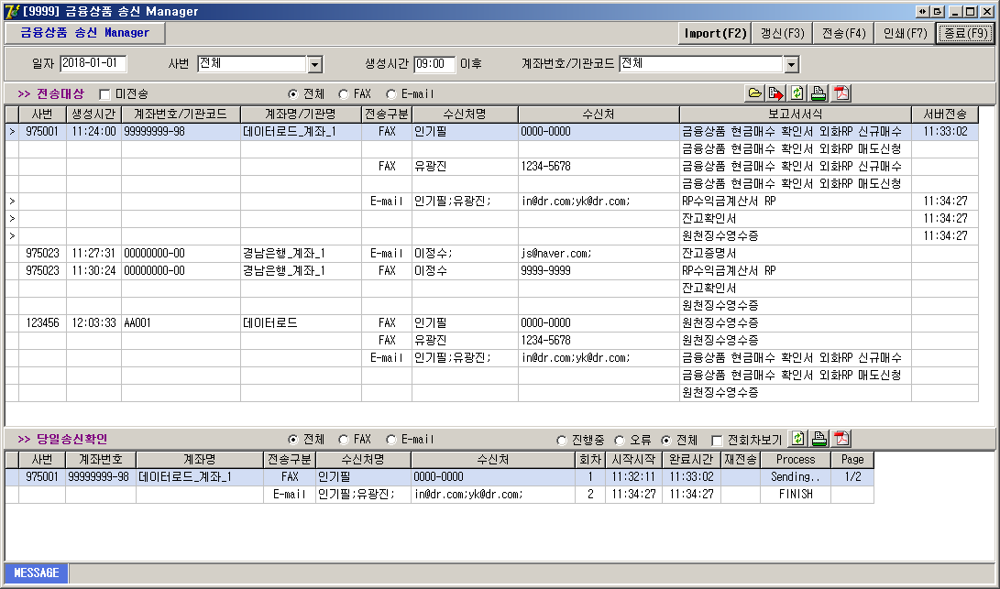 [9999] 금융상품 송신 Manager
금융상품 송신 Manager Import(F2) 갱신(F3) 전송(F4) 인쇄(F7) 종료(F9)
일자 2018-01-01 사번 전체 생성시간 09:00 이후 계좌번호/기관코드 전체
>> 전송대상 미전송 전체 FAX E-mail
사번 생성시간 계좌번호/기관코드 계좌명/기관명 전송구분 수신처명 수신처 보고서서식 서버전송
> 975001 11:24:00 99999999-98 데이터로드_계좌_1 FAX 인기필 0000-0000 금융상품 현금매수 확인서 외화RP 신규매수 11:33:02
금융상품 현금매수 확인서 외화RP 매도신청
FAX 유광진 1234-5678 금융상품 현금매수 확인서 외화RP 신규매수
금융상품 현금매수 확인서 외화RP 매도신청
> E-mail 인기필;유광진; in@dr.com;yk@dr.com; RP수익금계산서 RP 11:34:27
> 잔고확인서 11:34:27
> 원천징수영수증 11:34:27
975023 11:27:31 00000000-00 경남은행_계좌_1 E-mail 이정수; js@naver.com; 잔고증명서
975023 11:30:24 00000000-00 경남은행_계좌_1 FAX 이정수 9999-9999 RP수익금계산서 RP
잔고확인서
원천징수영수증
123456 12:03:33 AA001 데이터로드 FAX 인기필 0000-0000 원천징수영수증
FAX 유광진 1234-5678 원천징수영수증
E-mail 인기필;유광진; in@dr.com;yk@dr.com; 금융상품 현금매수 확인서 외화RP 신규매수
금융상품 현금매수 확인서 외화RP 매도신청
원천징수영수증
>> 당일송신확인 전체 FAX E-mail 진행중 오류 전체 전회차보기
사번 계좌번호 계좌명 전송구분 수신처명 수신처 회차 시작시작 완료시간 재전송 Process Page
975001 99999999-98 데이터로드_계좌_1 FAX 인기필 0000-0000 1 11:32:11 11:33:02 Sending.. 1/2
E-mail 인기필;유광진; in@dr.com;yk@dr.com; 2 11:34:27 11:34:27 FINISH
MESSAGE